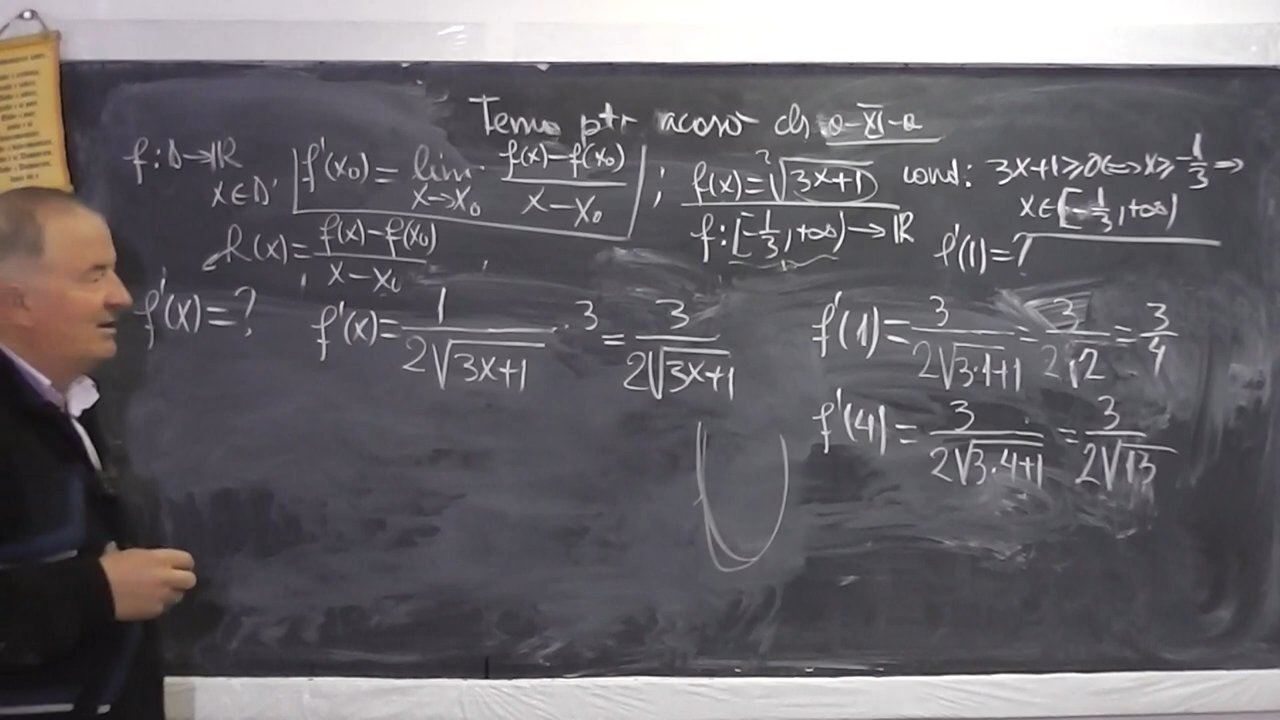 Tema ptr acasă cls a-XI-a
f:D→ℝ x∈D' f'(x₀)=lim x→x₀ f(x)-f(x₀)/x-x₀ ; f(x)=²√3x+1 cond: 3x+1≥0⇔x≥-1/3⇒
x∈[-1/3,+∞)
R(x)=f(x)-f(x₀)/x-x₀ f:[-1/3,+∞)→ℝ f'(1)=?
f'(x)=? f'(x)=1/2√3x+1 ·3=3/2√3x+1 f'(1)=3/2√3·1+1=3/2√2=3/4
f'(4)=3/2√3·4+1=3/2√13